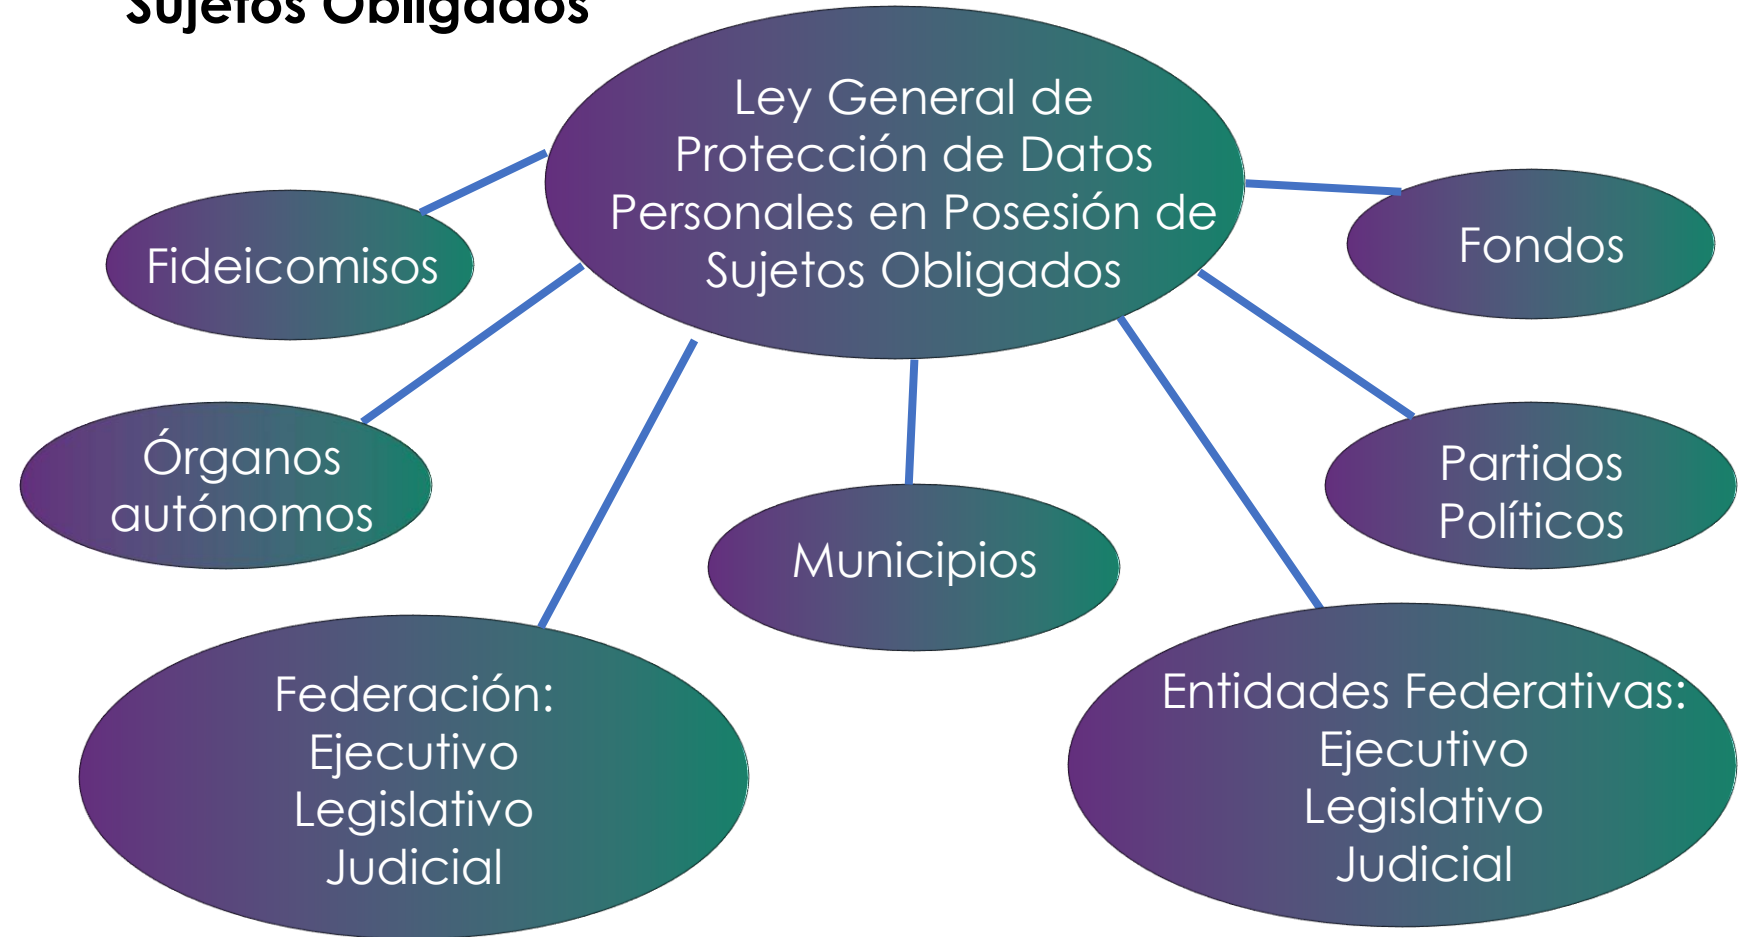 Sujetos Obligados
Ley General de
Protección de Datos
Personales en Posesión de
Sujetos Obligados
Fideicomisos
Fondos
Órganos
autónomos
Partidos
Políticos
Municipios
Federación:
Ejecutivo
Legislativo
Judicial
Entidades Federativas:
Ejecutivo
Legislativo
Judicial